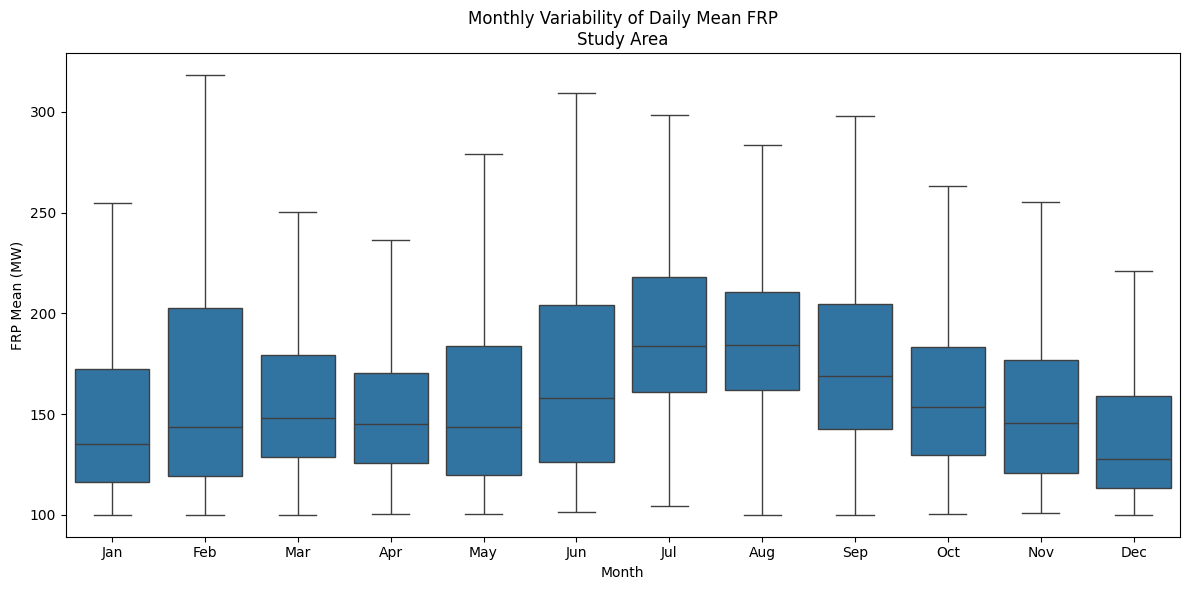 Monthly Variability of Daily Mean FRP
Study Area
FRP Mean (MW)
300
250
200
150
100
Jan Feb Mar Apr May Jun Jul Aug Sep Oct Nov Dec
Month